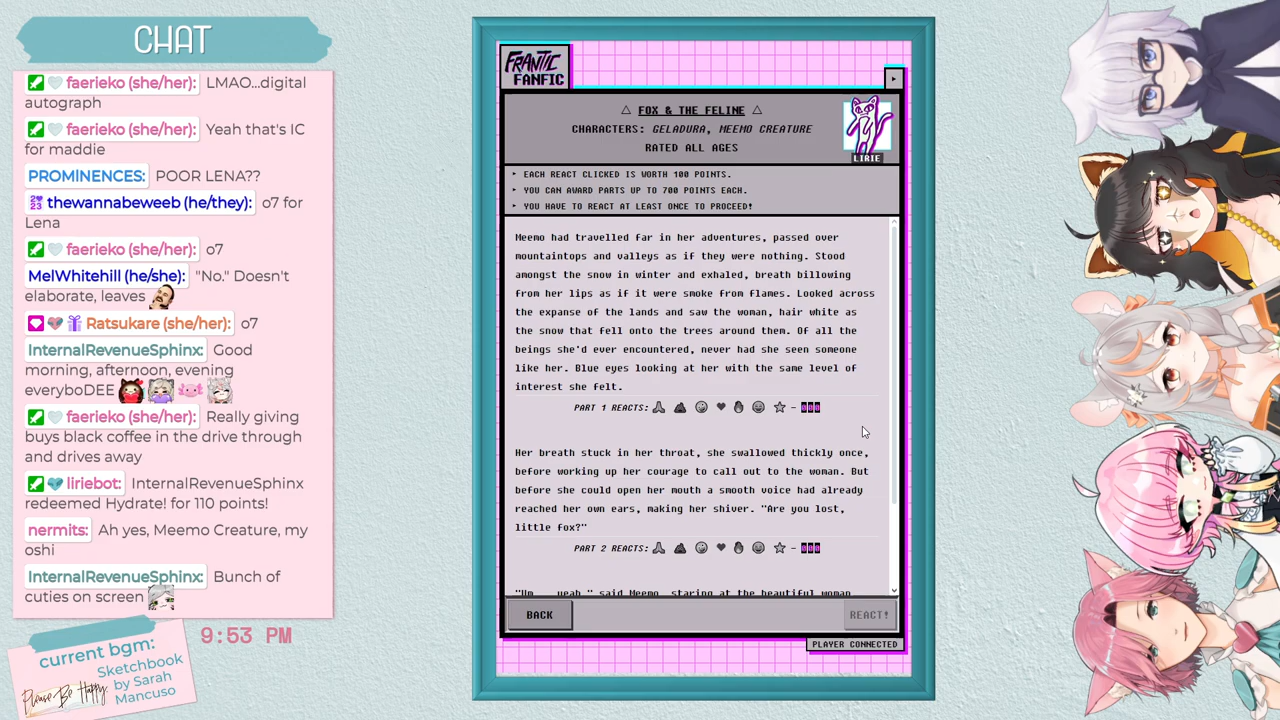 CHAT
faerieko (she/her): LMAO...digital
autograph
faerieko (she/her): Yeah that's IC
for maddie
PROMINENCES: POOR LENA??
thewannabeweeb (he/they): o7 for
Lena
faerieko (she/her): o7
MelWhitehill (he/she): "No." Doesn't
elaborate, leaves
Ratsukare (she/her): o7
InternalRevenueSphinx: Good
morning, afternoon, evening
everyboDEE
faerieko (she/her): Really giving
buys black coffee in the drive through
and drives away
liriebot: InternalRevenueSphinx
redeemed Hydrate! for 110 points!
nermits: Ah yes, Meemo Creature, my
oshi
InternalRevenueSphinx: Bunch of
cuties on screen
9:53 PM
current bgm:
Please Be Happy
Sketchbook
by Sarah
Mancuso
FRANTIC
FANFIC
△ FOX & THE FELINE △
CHARACTERS: GELADURA, MEEMO CREATURE
RATED ALL AGES
LIRIE
‣ EACH REACT CLICKED IS WORTH 100 POINTS.
‣ YOU CAN AWARD PARTS UP TO 700 POINTS EACH.
‣ YOU HAVE TO REACT AT LEAST ONCE TO PROCEED!
Meemo had travelled far in her adventures, passed over
mountaintops and valleys as if they were nothing. Stood
amongst the snow in winter and exhaled, breath billowing
from her lips as if it were smoke from flames. Looked across
the expanse of the lands and saw the woman, hair white as
the snow that fell onto the trees around them. Of all the
beings she'd ever encountered, never had she seen someone
like her. Blue eyes looking at her with the same level of
interest she felt.
PART 1 REACTS: – 000
Her breath stuck in her throat, she swallowed thickly once,
before working up her courage to call out to the woman. But
before she could open her mouth a smooth voice had already
reached her own ears, making her shiver. "Are you lost,
little fox?"
PART 2 REACTS: – 000
"Um... yeah." said Meemo, staring at the beautiful woman
BACK
REACT!
PLAYER CONNECTED